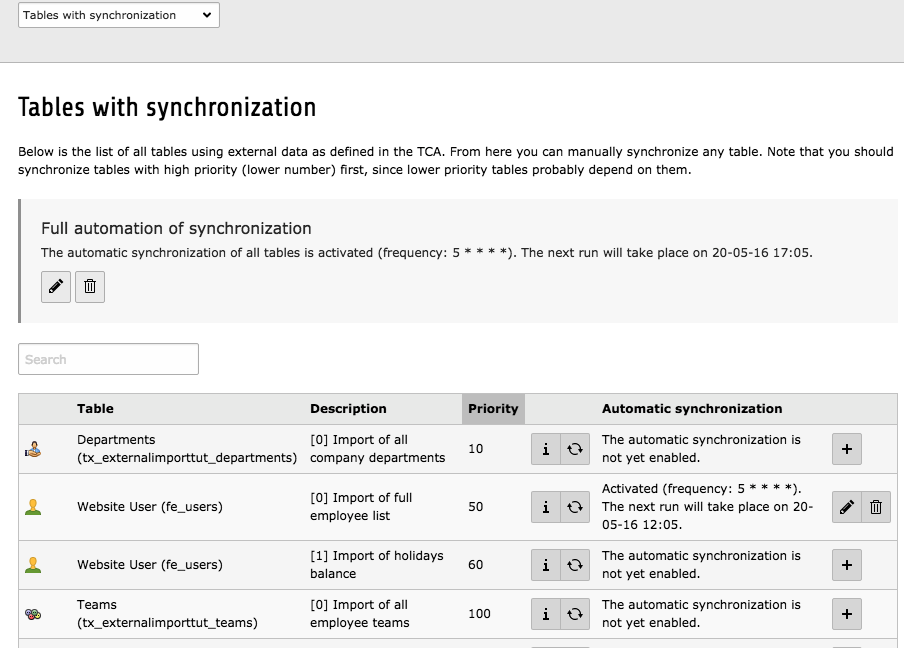 Tables with synchronization
Tables with synchronization
Below is the list of all tables using external data as defined in the TCA. From here you can manually synchronize any table. Note that you should
synchronize tables with high priority (lower number) first, since lower priority tables probably depend on them.
Full automation of synchronization
The automatic synchronization of all tables is activated (frequency: 5 * * * *). The next run will take place on 20-05-16 17:05.
Search
Table Description Priority Automatic synchronization
Departments
(tx_externalimporttut_departments)
[0] Import of all
company departments
10
The automatic synchronization is
not yet enabled.
Website User (fe_users)
[0] Import of full
employee list
50
Activated (frequency: 5 * * * *).
The next run will take place on 20-
05-16 12:05.
Website User (fe_users)
[1] Import of holidays
balance
60
The automatic synchronization is
not yet enabled.
Teams
(tx_externalimporttut_teams)
[0] Import of all
employee teams
100
The automatic synchronization is
not yet enabled.